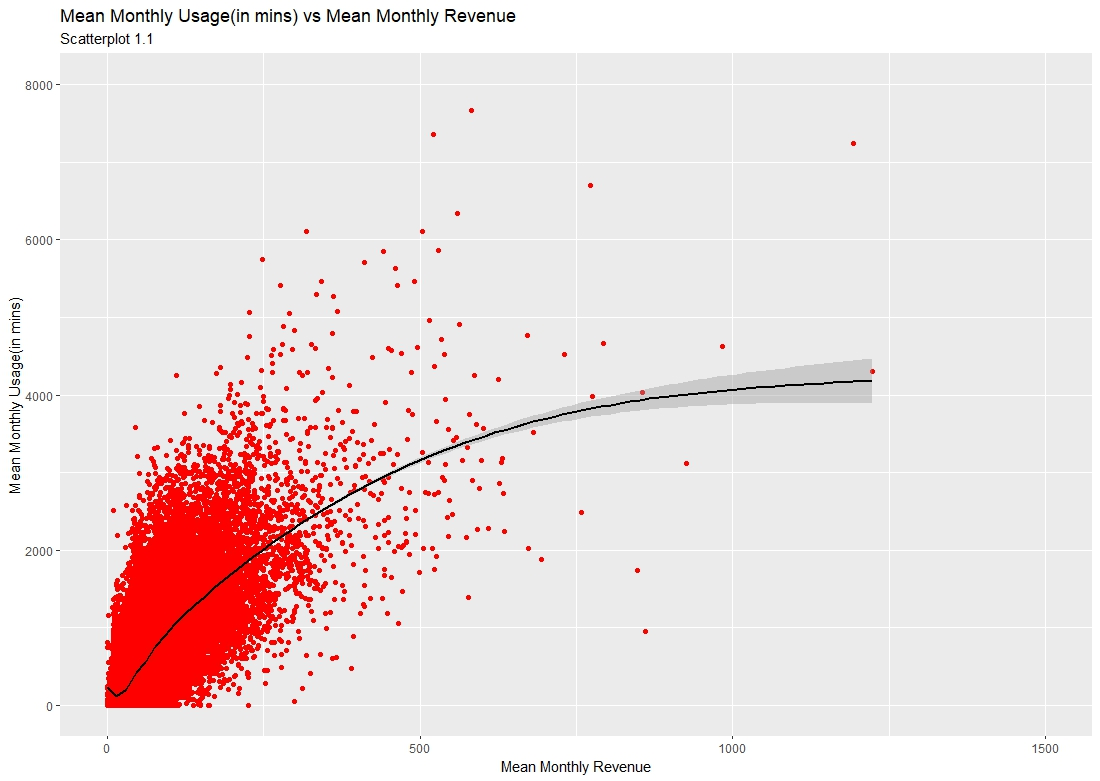 Mean Monthly Usage(in mins) vs Mean Monthly Revenue
Scatterplot 1.1
Mean Monthly Usage(in mins)
8000
6000
4000
2000
0
0
500
1000
1500
Mean Monthly Revenue